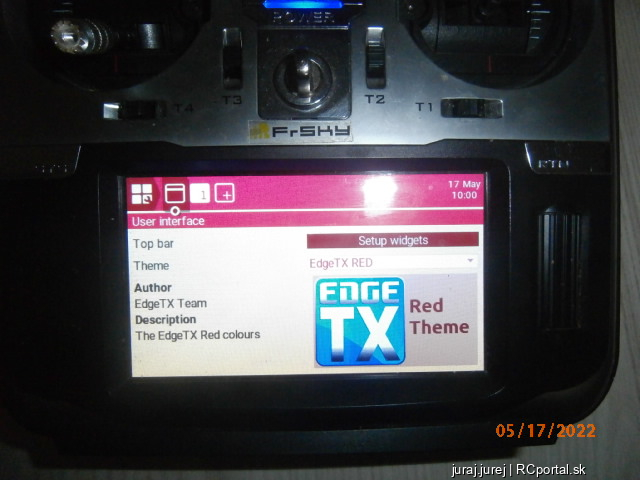 POWER
T4
T3
T2
T1
FrSKY
RTN
17 May
10:00
1
User interface
Top bar
Setup widgets
Theme
EdgeTX RED
Author
EdgeTX Team
Description
The EdgeTX Red colours
EDGE
TX
Red
Theme
05/17/2022
juraj.jurej | RCportal.sk